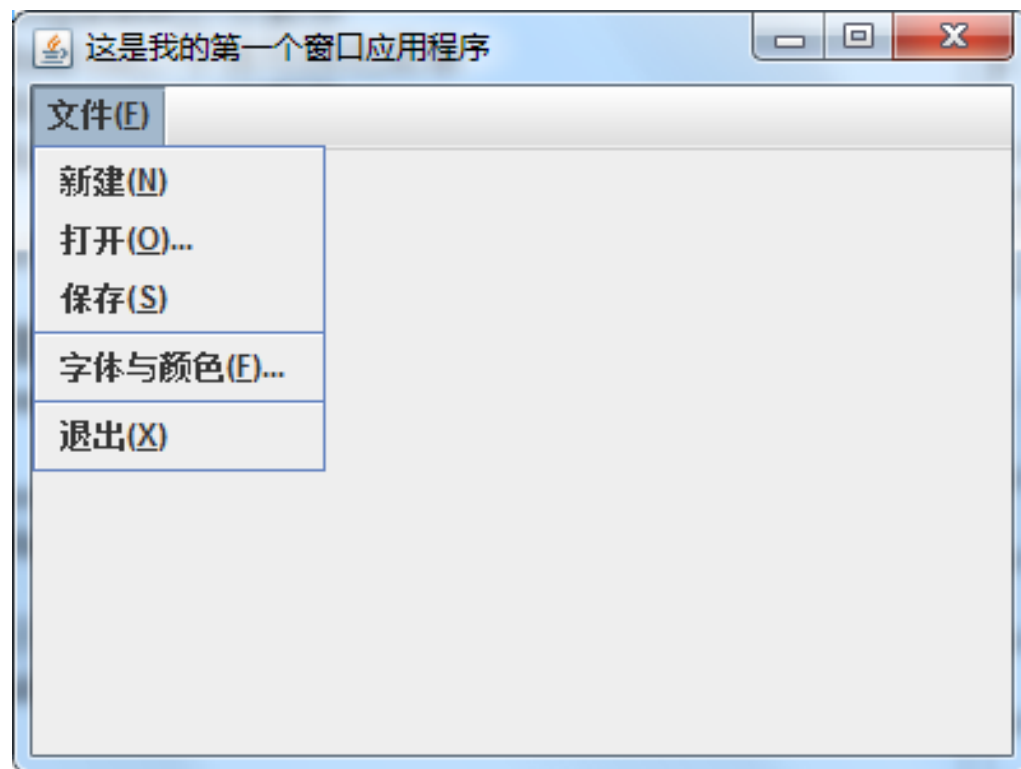 这是我的第一个窗口应用程序
文件(F)
新建(N)
打开(O)...
保存(S)
字体与颜色(F)...
退出(X)